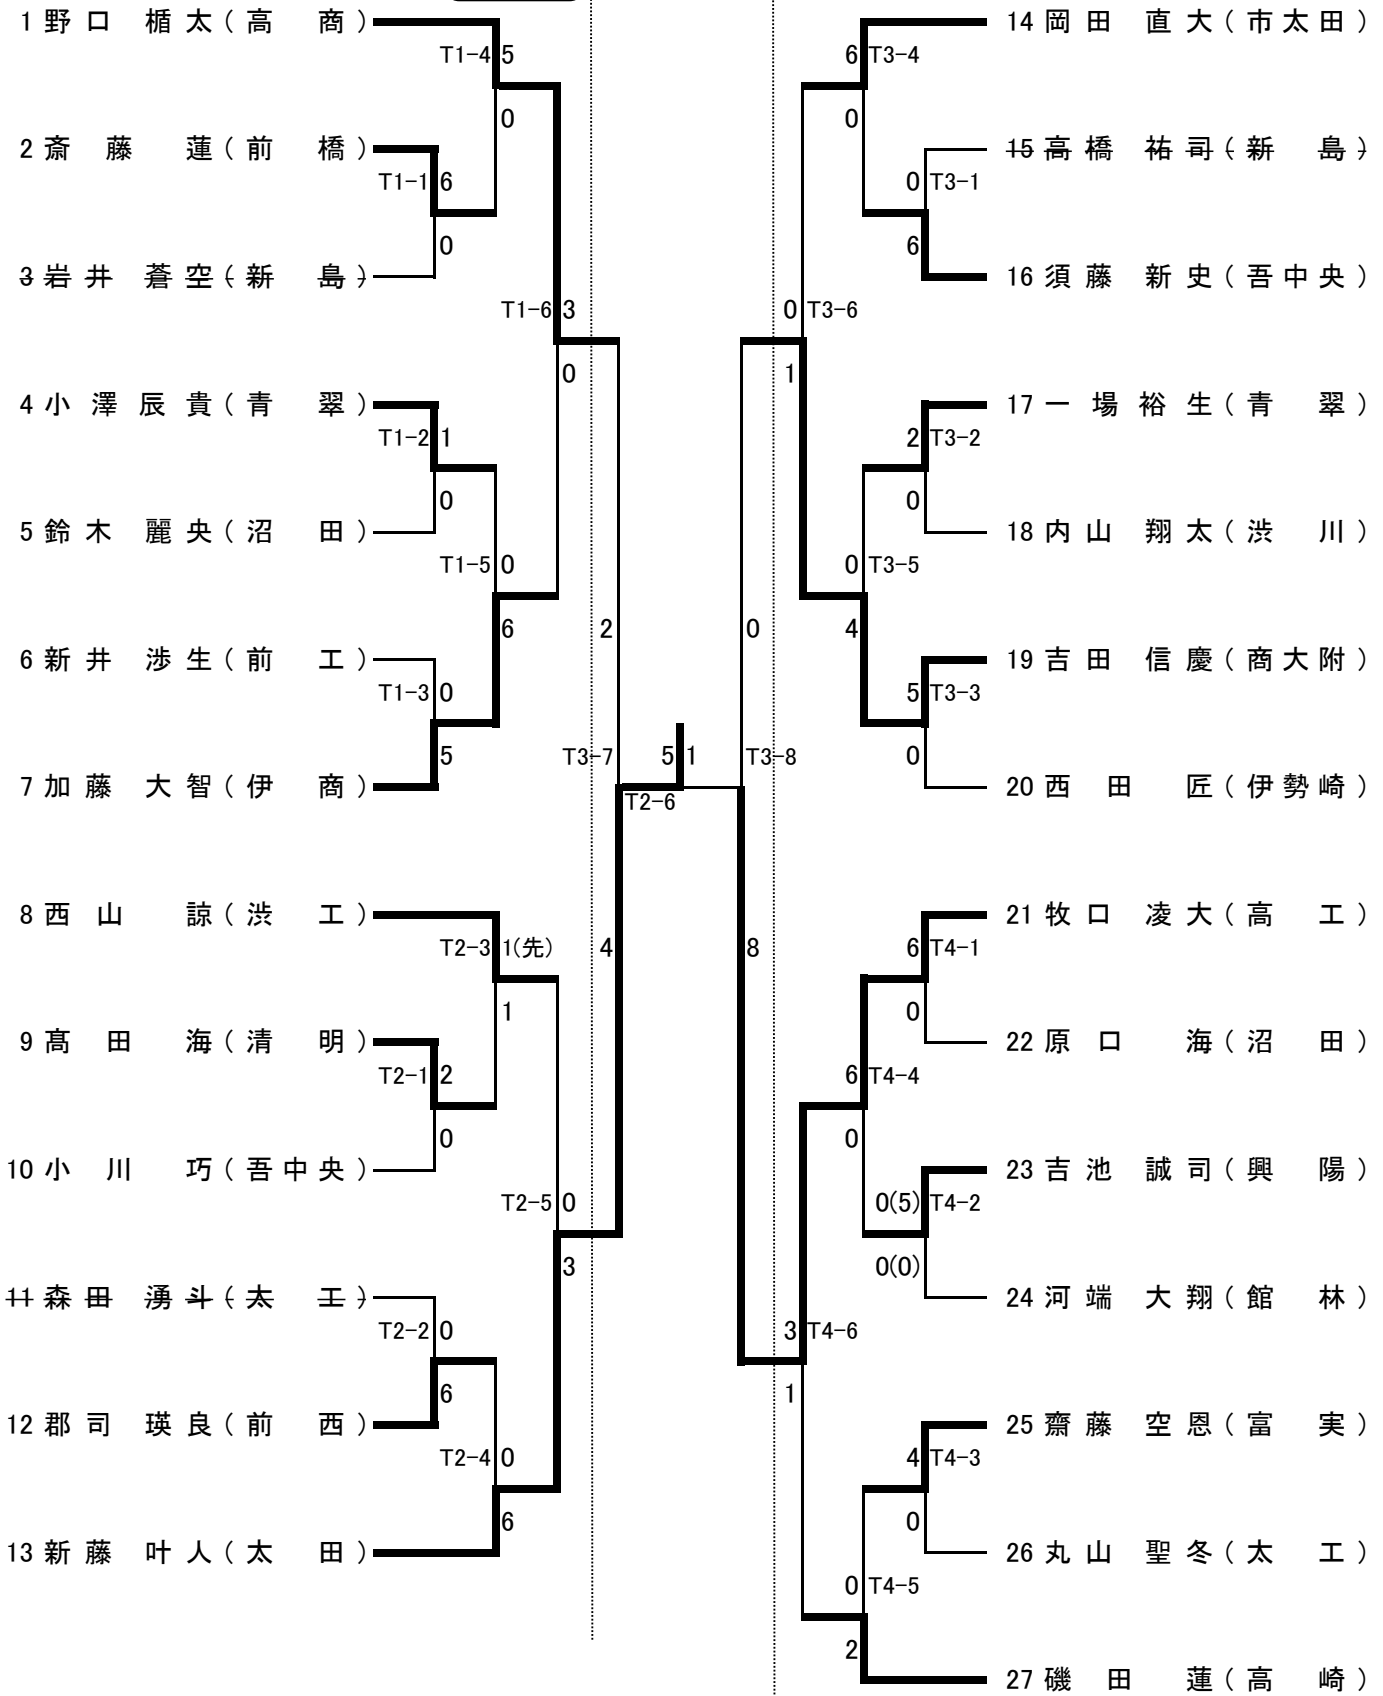 1 野口 楯太(高商)
14 岡田 直大(市太田)
T1-4 5
6 T3-4
0
0
2 斎藤 蓮(前橋)
15 高橋 祐司(新島)
T1-1 6
0 T3-1
0
6
3 岩井 蒼空(新島)
16 須藤 新史(吾中央)
T1-6 3
0 T3-6
0
1
4 小澤辰貴(青翠)
17 一場裕生(青翠)
T1-2 1
2 T3-2
0
0
5 鈴木 麗央(沼田)
18 内山 翔太(渋川)
T1-5 0
0 T3-5
6
2
0
4
6 新井 渉生(前工)
19 吉田 信慶(商大附)
T1-3 0
5 T3-3
5
T3-7
5 1
T3-8
0
7 加藤 大智(伊商)
T2-6
20 西田 匠(伊勢崎)
8 西山 諒(渋工)
21 牧口 凌大(高工)
T2-3 1(先)
4
8
6 T4-1
1
0
9 髙田 海(清明)
22 原口 海(沼田)
T2-1 2
6 T4-4
0
0
10 小川 巧(吾中央)
23 吉池 誠司(興陽)
T2-5 0
0(5) T4-2
3
0(0)
11 森田 湧斗(太工)
24 河端 大翔(館林)
T2-2 0
3 T4-6
6
1
12 郡司 瑛良(前西)
25 齋藤 空恩(富実)
T2-4 0
4 T4-3
6
0
13 新藤 叶人(太田)
26 丸山 聖冬(太工)
0 T4-5
2
27 磯田 蓮(高崎)